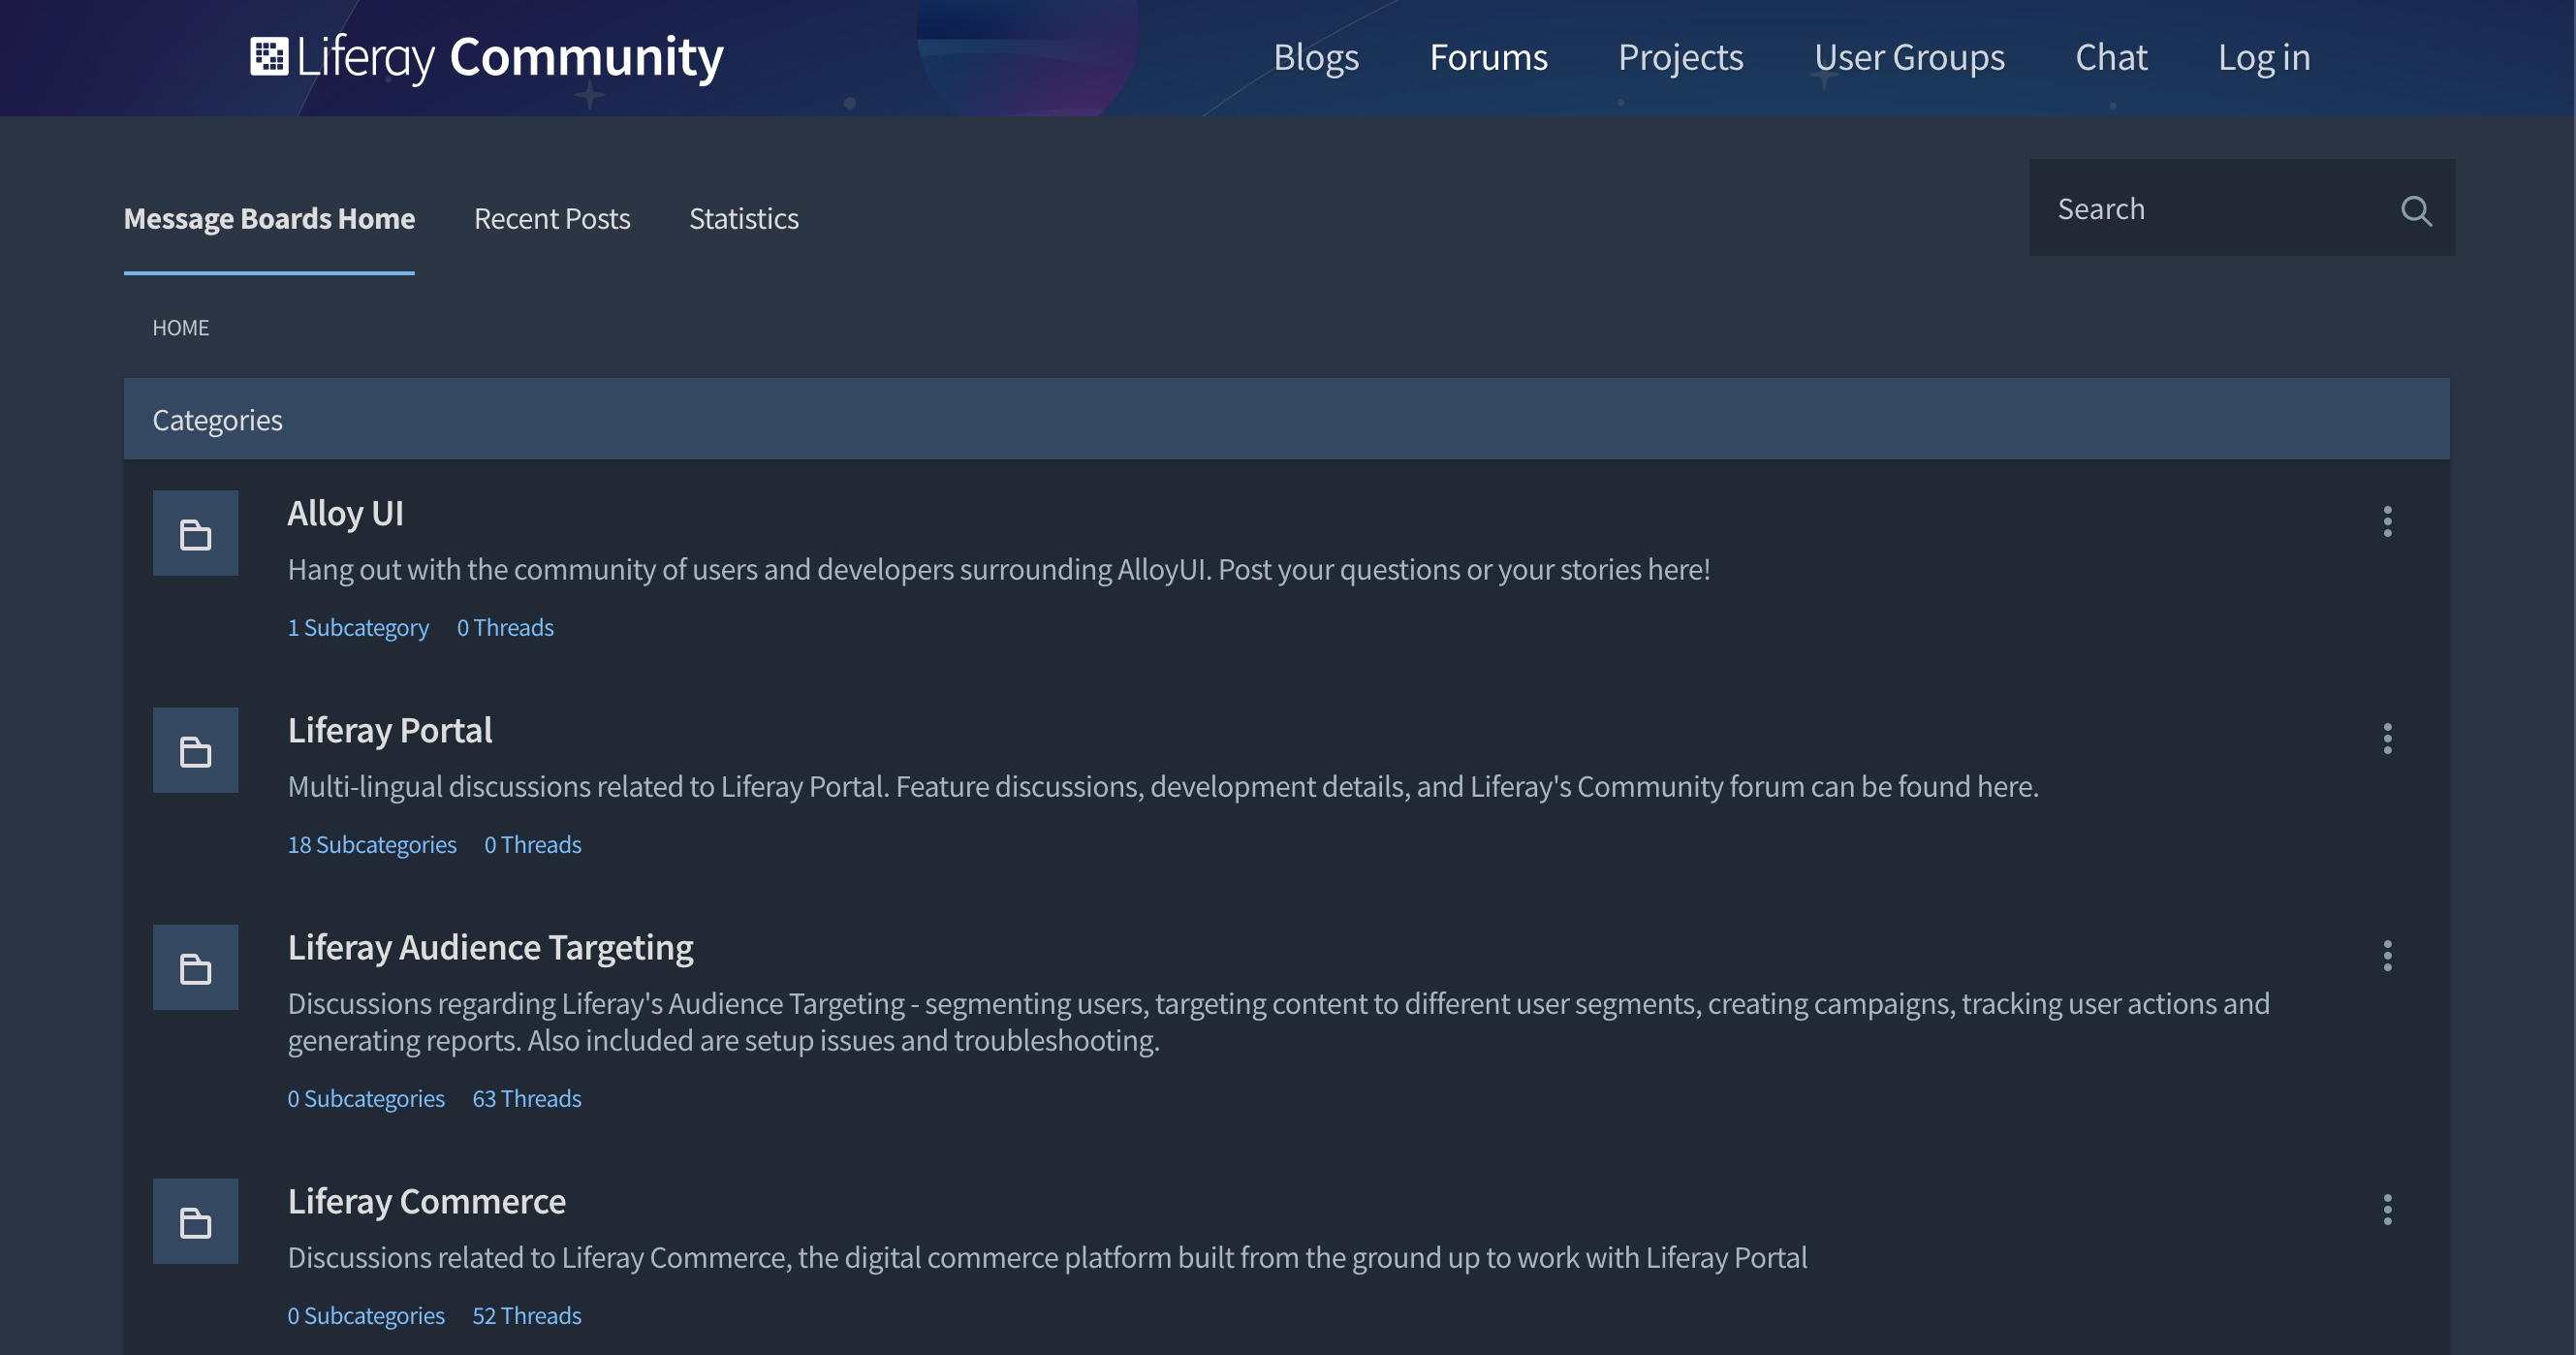 Liferay Community
Blogs Forums Projects User Groups Chat Log in
Message Boards Home Recent Posts Statistics
Search
HOME
Categories
Alloy UI
Hang out with the community of users and developers surrounding AlloyUI. Post your questions or your stories here!
1 Subcategory 0 Threads
Liferay Portal
Multi-lingual discussions related to Liferay Portal. Feature discussions, development details, and Liferay's Community forum can be found here.
18 Subcategories 0 Threads
Liferay Audience Targeting
Discussions regarding Liferay's Audience Targeting - segmenting users, targeting content to different user segments, creating campaigns, tracking user actions and
generating reports. Also included are setup issues and troubleshooting.
0 Subcategories 63 Threads
Liferay Commerce
Discussions related to Liferay Commerce, the digital commerce platform built from the ground up to work with Liferay Portal
0 Subcategories 52 Threads